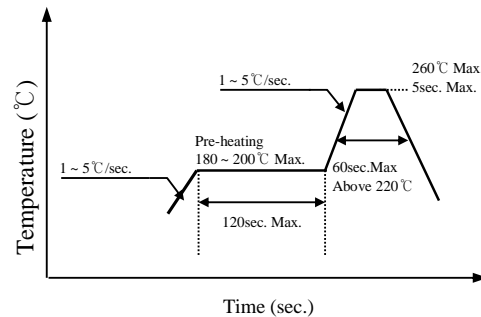 1 ~ 5℃/sec.
260℃ Max
5sec. Max.
Pre-heating
180 ~ 200℃ Max.
1 ~ 5℃/sec.
60sec.Max
Above 220℃
120sec. Max.
Temperature (℃)
Time (sec.)